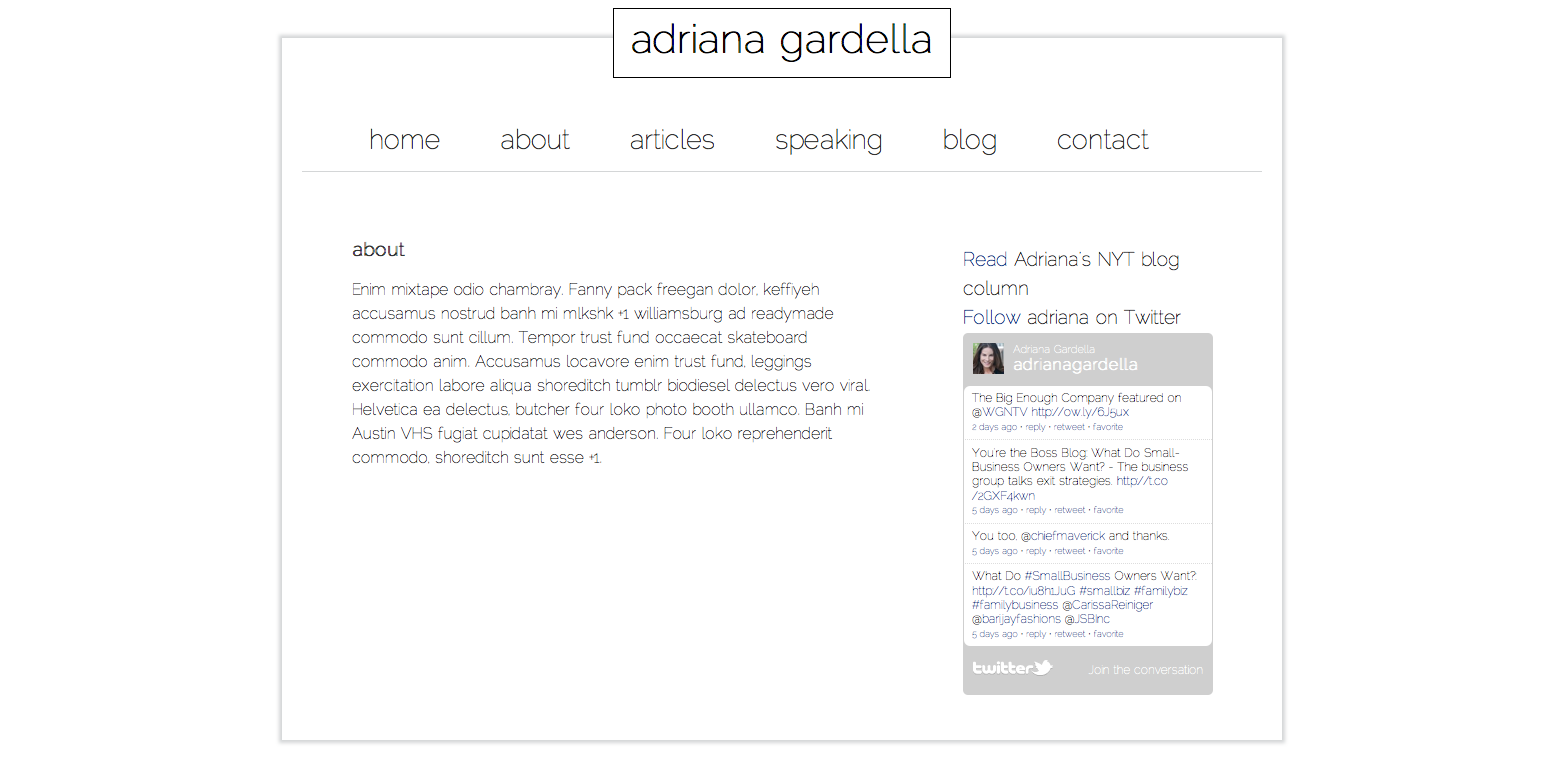 adriana gardella
home about articles speaking blog contact
about
Enim mixtape odio chambray. Fanny pack freegan dolor, keffiyeh
accusamus nostrud banh mi mlkshk +1 williamsburg ad readymade
commodo sunt cillum. Tempor trust fund occaecat skateboard
commodo anim. Accusamus locavore enim trust fund, leggings
exercitation labore aliqua shoreditch tumblr biodiesel delectus vero viral.
Helvetica ea delectus, butcher four loko photo booth ullamco. Banh mi
Austin VHS fugiat cupidatat wes anderson. Four loko reprehenderit
commodo, shoreditch sunt esse +1.
Read Adriana's NYT blog
column
Follow adriana on Twitter
Adriana Gardella
adrianagardella
The Big Enough Company featured on
@WGNTV http://ow.ly/6J5ux
2 days ago • reply • retweet • favorite
You're the Boss Blog: What Do Small-
Business Owners Want? - The business
group talks exit strategies. http://t.co
/2GXF4kwn
5 days ago • reply • retweet • favorite
You too, @chiefmaverick and thanks.
5 days ago • reply • retweet • favorite
What Do #SmallBusiness Owners Want?:
http://t.co/iu8h1JuG #smallbiz #familybiz
#familybusiness @CarissaReiniger
@barijayfashions @JSBInc
5 days ago • reply • retweet • favorite
twitter Join the conversation